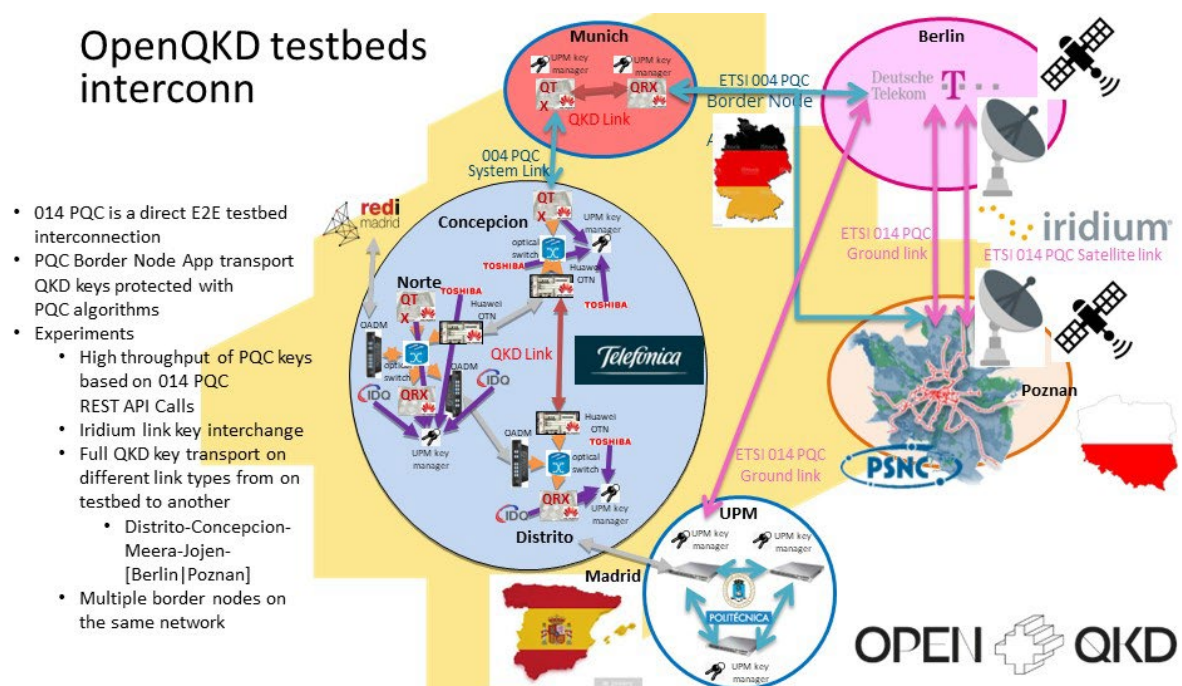 OpenQKD testbeds
interconn
014 PQC is a direct E2E testbed
interconnection
PQC Border Node App transport
QKD keys protected with
PQC algorithms
Experiments
High throughput of PQC keys
based on 014 PQC
REST API Calls
Iridium link key interchange
Full QKD key transport on
different link types from on
testbed to another
Distrito-Concepcion-
Meera-Jojen-
[Berlin|Poznan]
Multiple border nodes on
the same network
Munich
UPM key
manager
UPM key
manager
QT
X
QRX
QKD Link
004 PQC
System Link
ETSI 004 PQC
Border Node
A
Berlin
Deutsche
Telekom
T
iridium
ETSI 014 PQC
Ground link
ETSI 014 PQC Satellite link
Poznan
PSNC
redi
madrid
Concepcion
QT
X
UPM key
manager
optical
switch
TOSHIBA
Huawei
OTN
TOSHIBA
Norte
TOSHIBA
QT
X
Huawei
OTN
OADM
optical
switch
OADM
QRX
IDQ
IDQ
UPM key
manager
QKD Link
Telefónica
Huawei
OTN
TOSHIBA
OADM
optical
switch
QRX
IDQ
UPM key
manager
Distrito
ETSI 014 PQC
Ground link
UPM
UPM key
manager
UPM key
manager
Madrid
POLITÉCNICA
UPM key
manager
OPEN QKD